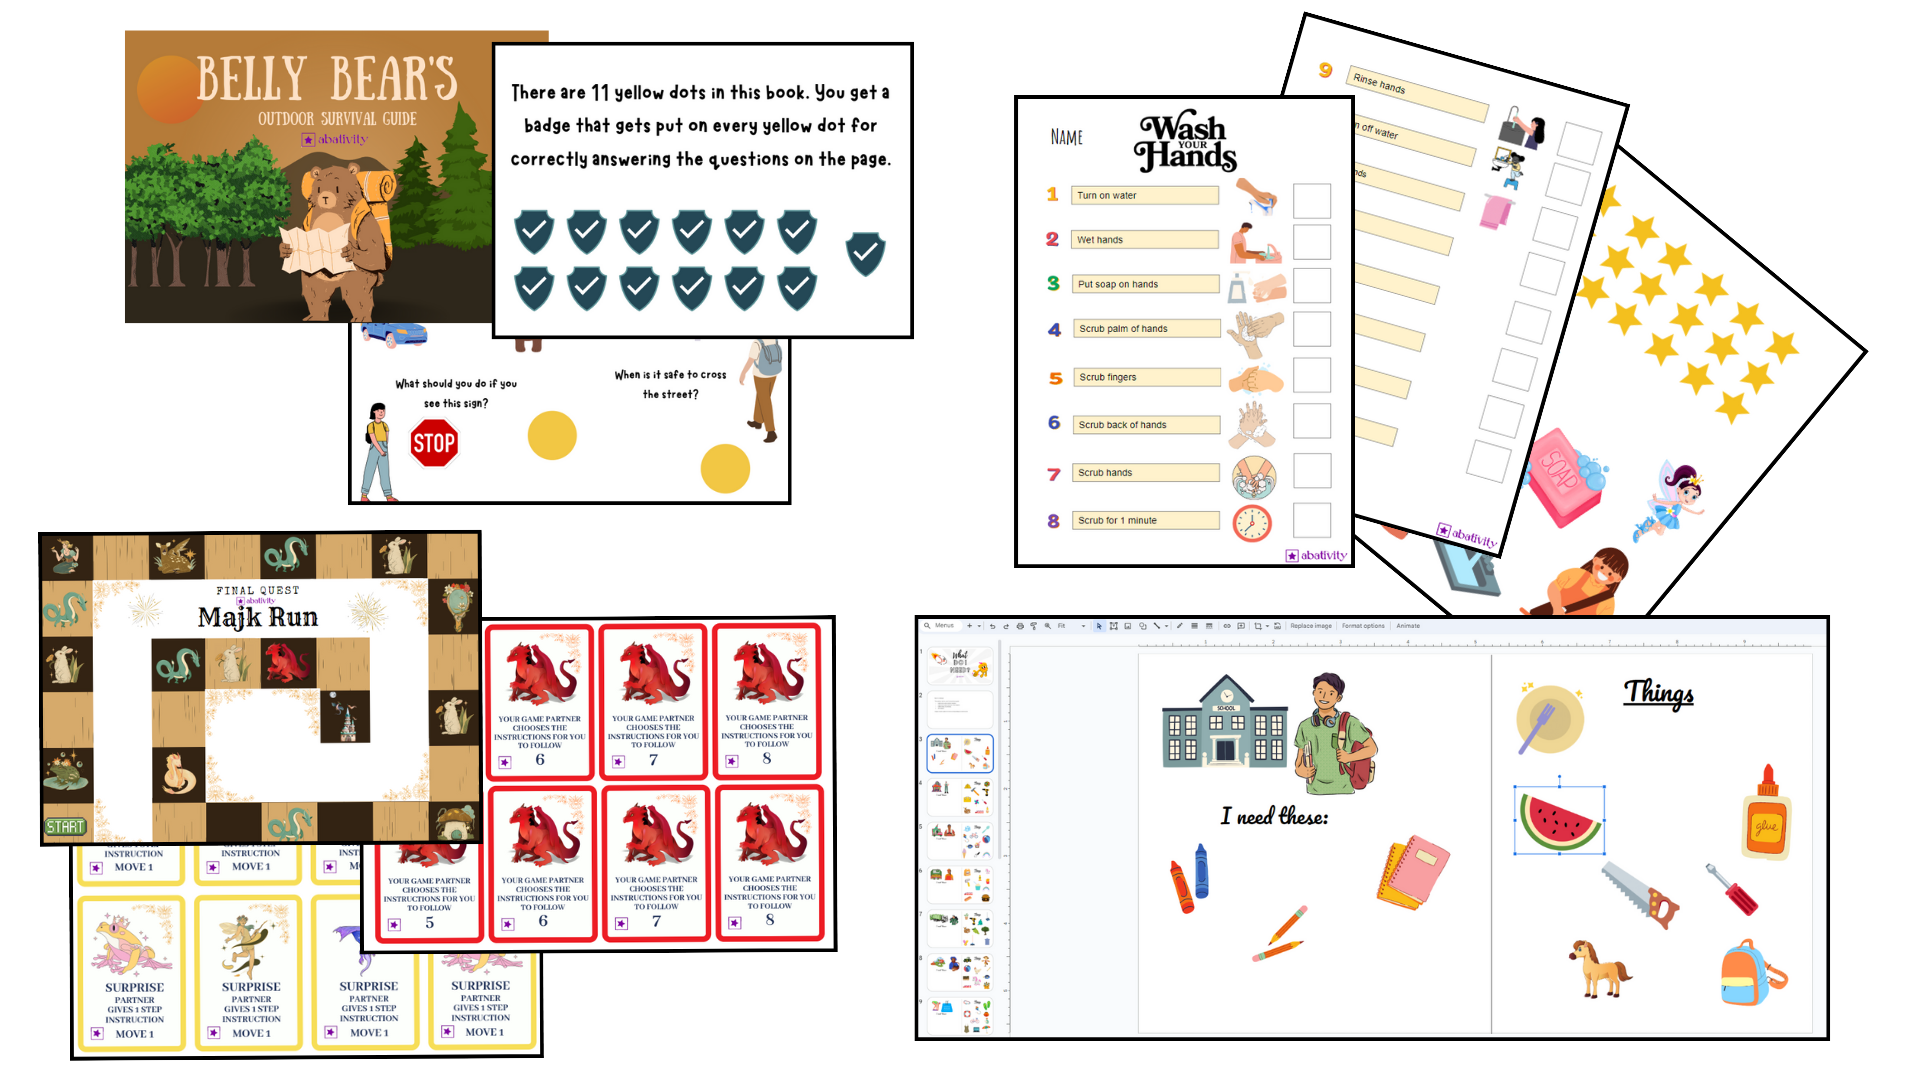 BELLY BEAR'S
OUTDOOR SURVIVAL GUIDE
abativity
There are 11 yellow dots in this book. You get a
badge that gets put on every yellow dot for
correctly answering the questions on the page.
What should you do if you
see this sign?
STOP
When is it safe to cross
the street?
NAME
Wash
YOUR
Hands
1 Turn on water
2 Wet hands
3 Put soap on hands
4 Scrub palm of hands
5 Scrub fingers
6 Scrub back of hands
7 Scrub hands
8 Scrub for 1 minute
abativity
9 Rinse hands
n off water
nds
abativity
SOAP
FINAL QUEST
abativity
Majk Run
START
YOUR GAME PARTNER
CHOOSES THE
INSTRUCTIONS FOR YOU
TO FOLLOW
6
YOUR GAME PARTNER
CHOOSES THE
INSTRUCTIONS FOR YOU
TO FOLLOW
7
YOUR GAME PARTNER
CHOOSES THE
INSTRUCTIONS FOR YOU
TO FOLLOW
8
YOUR GAME PARTNER
CHOOSES THE
INSTRUCTIONS FOR YOU
TO FOLLOW
5
YOUR GAME PARTNER
CHOOSES THE
INSTRUCTIONS FOR YOU
TO FOLLOW
6
YOUR GAME PARTNER
CHOOSES THE
INSTRUCTIONS FOR YOU
TO FOLLOW
7
YOUR GAME PARTNER
CHOOSES THE
INSTRUCTIONS FOR YOU
TO FOLLOW
8
INSTRUCTION
MOVE 1
INSTRUCTION
MOVE 1
SURPRISE
PARTNER
GIVES 1 STEP
INSTRUCTION
MOVE 1
SURPRISE
PARTNER
GIVES 1 STEP
INSTRUCTION
MOVE 1
SURPRISE
PARTNER
GIVES 1 STEP
INSTRUCTION
MOVE 1
SURPRISE
PARTNER
GIVES 1 STEP
INSTRUCTION
MOVE 1
Menus
Fit
Replace image
Format options
Animate
What
DO I
NEED?
SCHOOL
I need these:
Things
glue